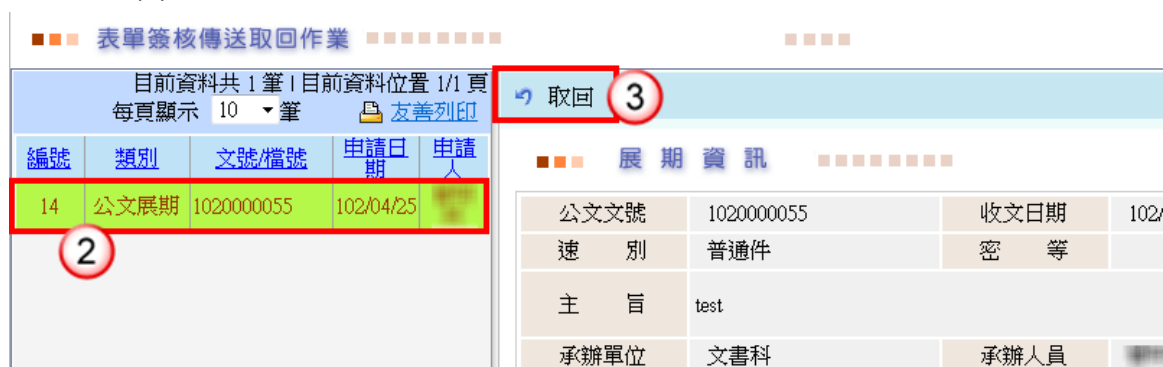 表單簽核傳送取回作業
目前資料共 1 筆 | 目前資料位置 1/1 頁
每頁顯示 10 筆 友善列印
編號 類別 文號/檔號 申請日期 申請人
14 公文展期 1020000055 102/04/25
2
取回 3
展期資訊
公文文號 1020000055 收文日期 102/
速別 普通件 密等
主旨 test
承辦單位 文書科 承辦人員